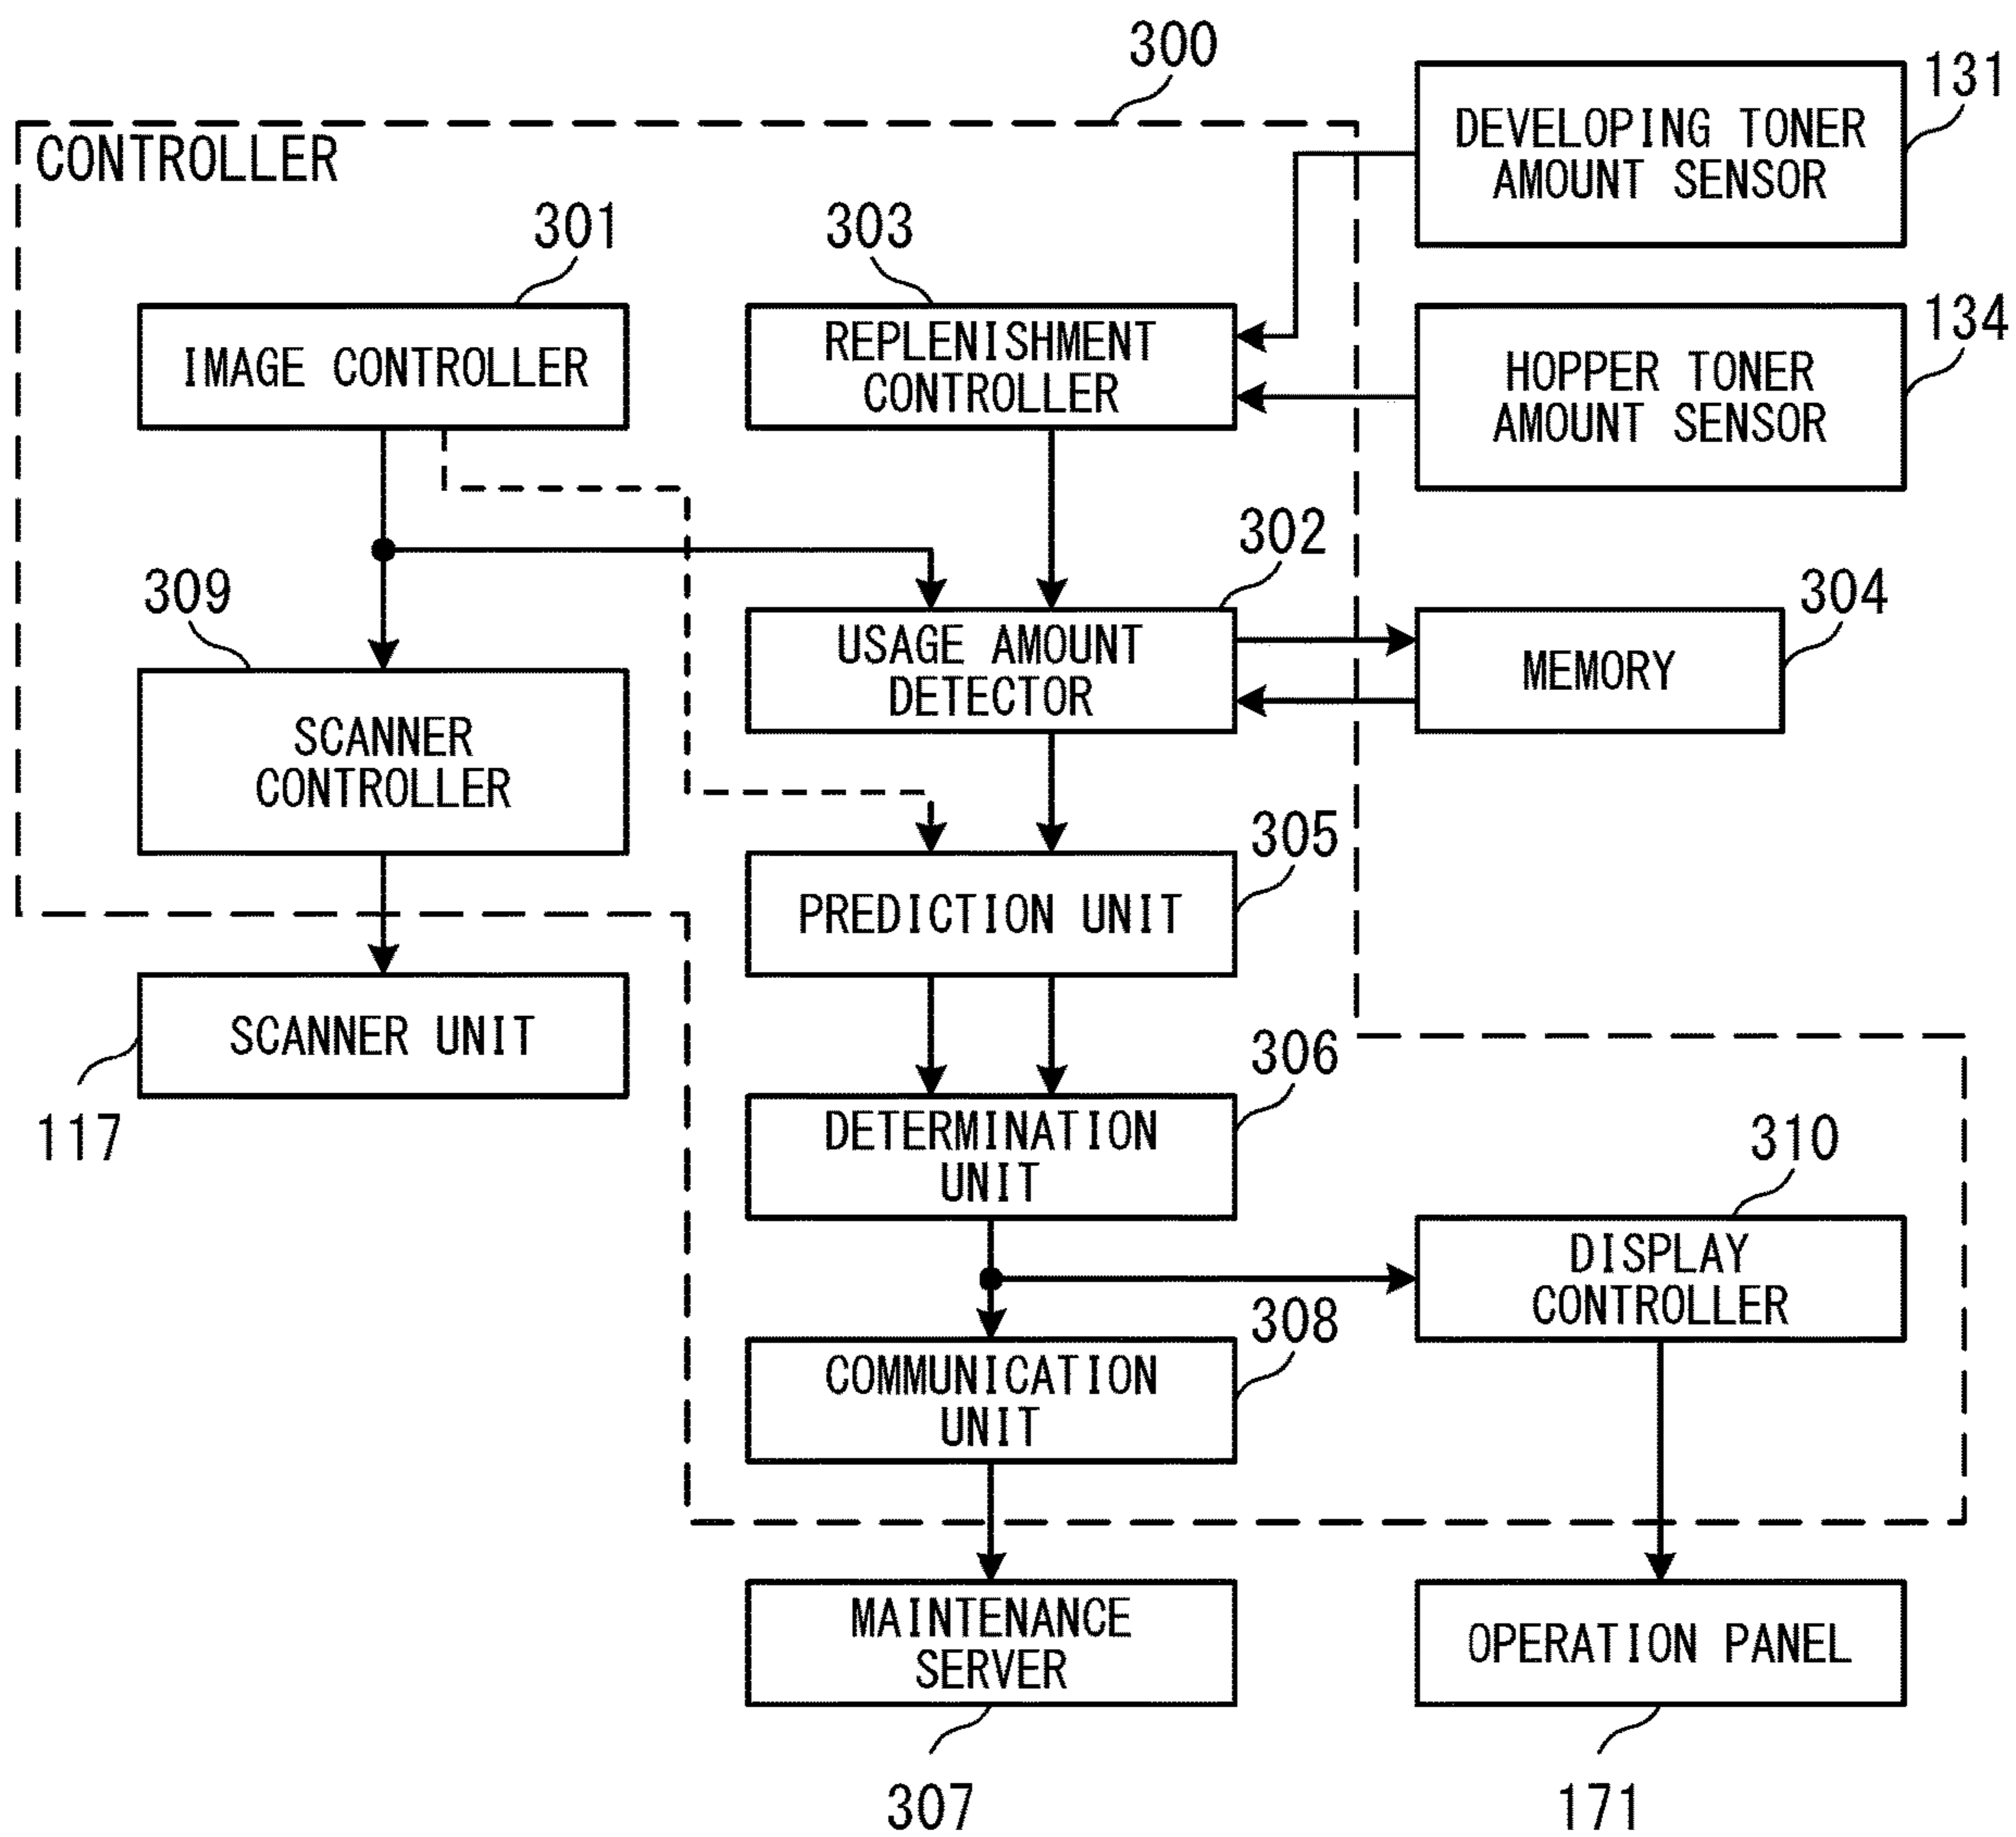 300
131
DEVELOPING TONER
AMOUNT SENSOR
CONTROLLER
301
303
134
IMAGE CONTROLLER
REPLENISHMENT
CONTROLLER
HOPPER TONER
AMOUNT SENSOR
302
309
304
USAGE AMOUNT
DETECTOR
MEMORY
SCANNER
CONTROLLER
305
PREDICTION UNIT
SCANNER UNIT
117
306
DETERMINATION
UNIT
310
DISPLAY
CONTROLLER
308
COMMUNICATION
UNIT
MAINTENANCE
SERVER
OPERATION PANEL
307
171